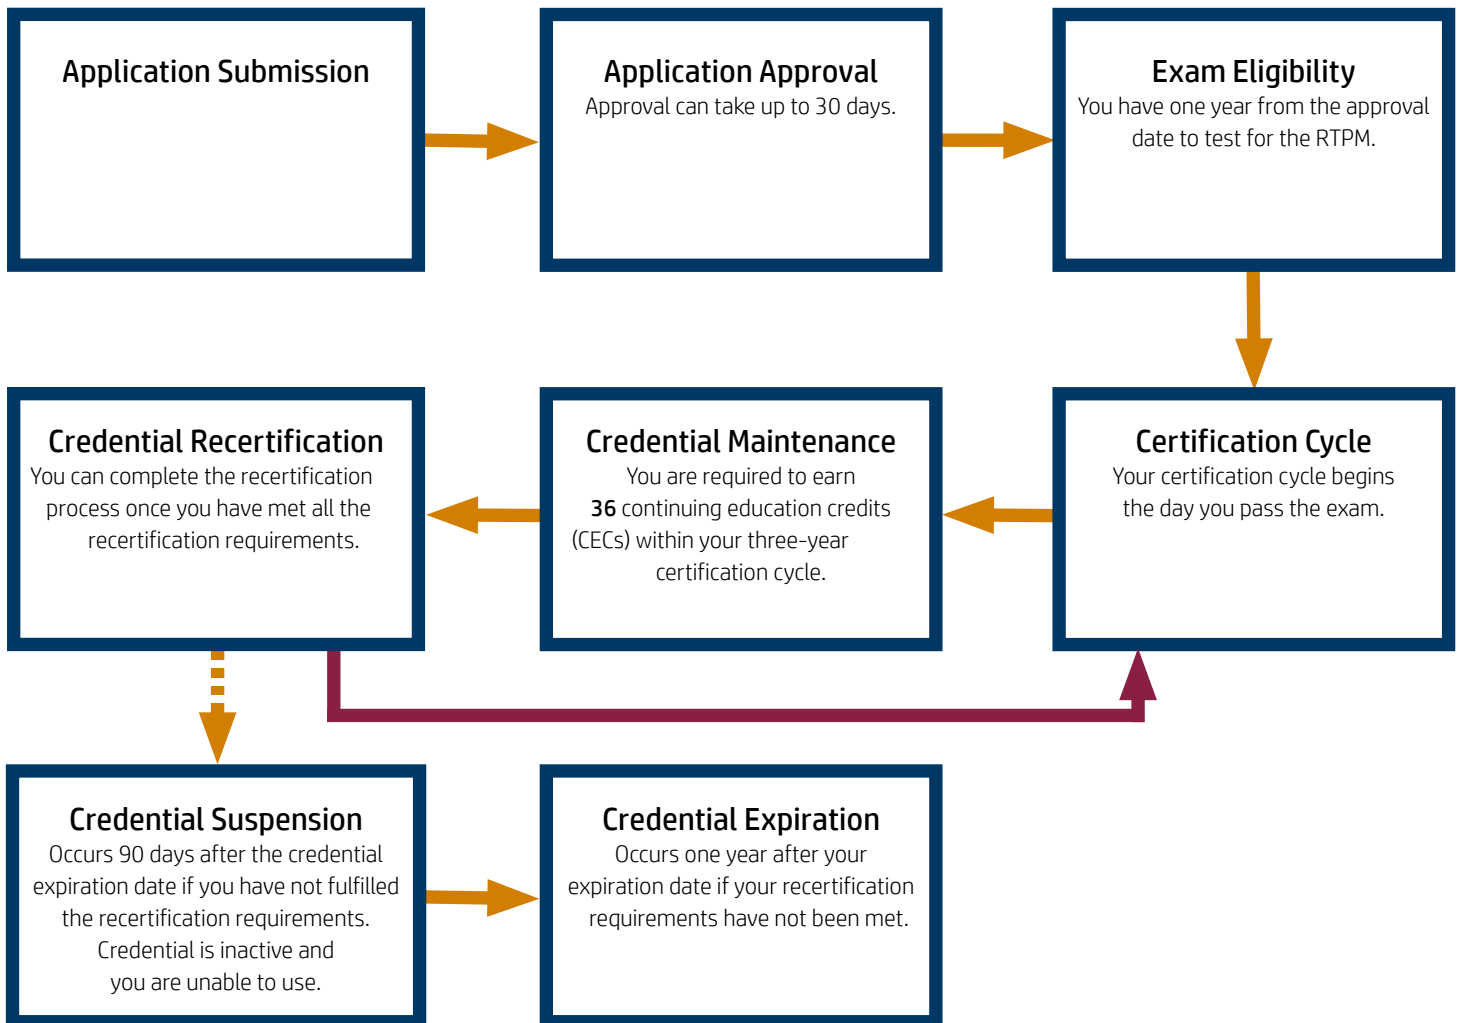 Application Submission
Application Approval
Approval can take up to 30 days.
Exam Eligibility
You have one year from the approval
date to test for the RTPM.
Credential Recertification
You can complete the recertification
process once you have met all the
recertification requirements.
Credential Maintenance
You are required to earn
36 continuing education credits
(CECs) within your three-year
certification cycle.
Certification Cycle
Your certification cycle begins
the day you pass the exam.
Credential Suspension
Occurs 90 days after the credential
expiration date if you have not fulfilled
the recertification requirements.
Credential is inactive and
you are unable to use.
Credential Expiration
Occurs one year after your
expiration date if your recertification
requirements have not been met.